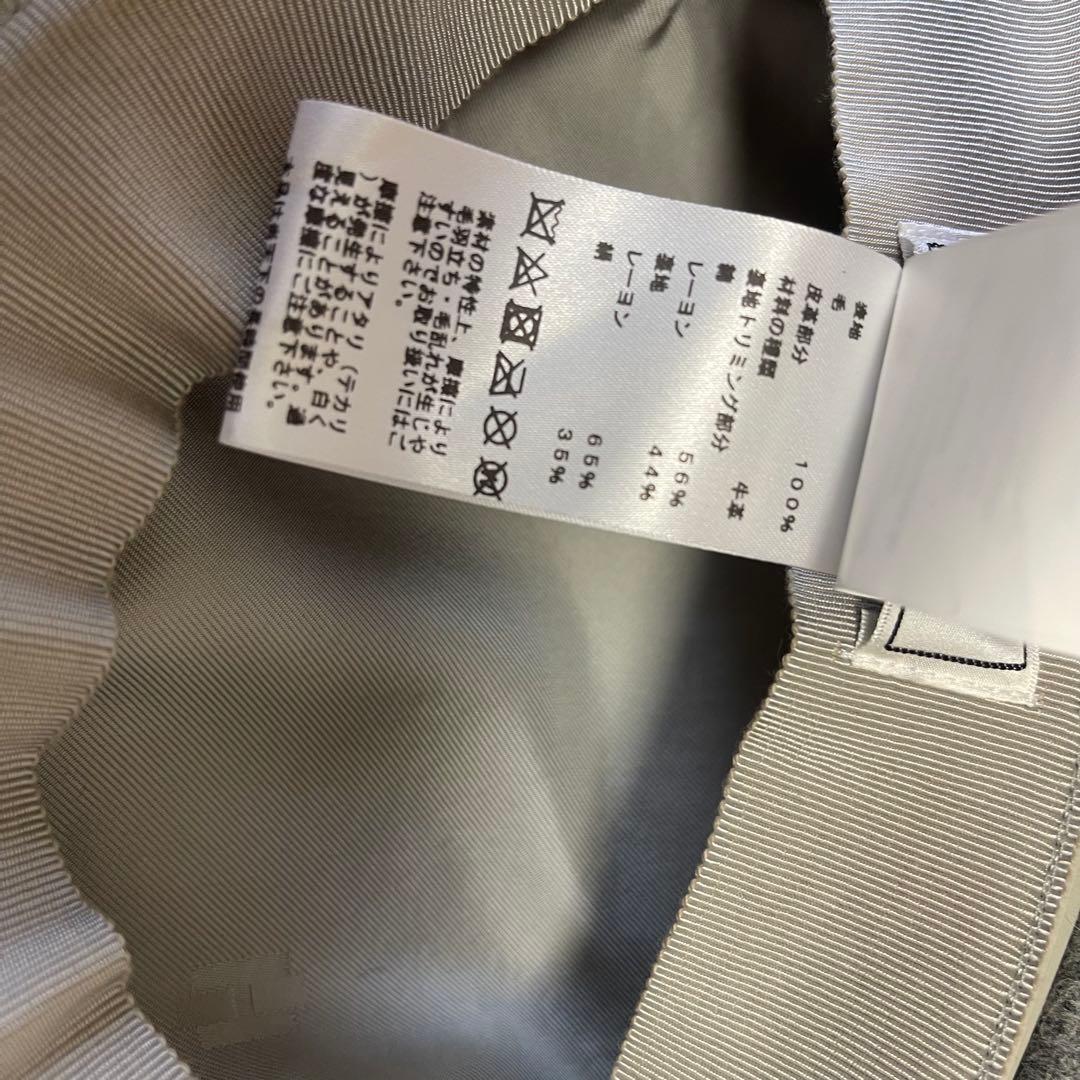 表地
毛 100%
皮革部分
材料の種類 牛革
裏地トリミング部分
綿 56%
レーヨン 44%
裏地
レーヨン 65%
綿 35%
素材の特性上、摩擦により
毛羽立ち・毛乱れが生じや
すいのでお取り扱いにはご
注意下さい。
摩擦によりアタリ（テカリ
）が発生することや、白く
見えることがあります。過
度な摩擦にご注意下さい。